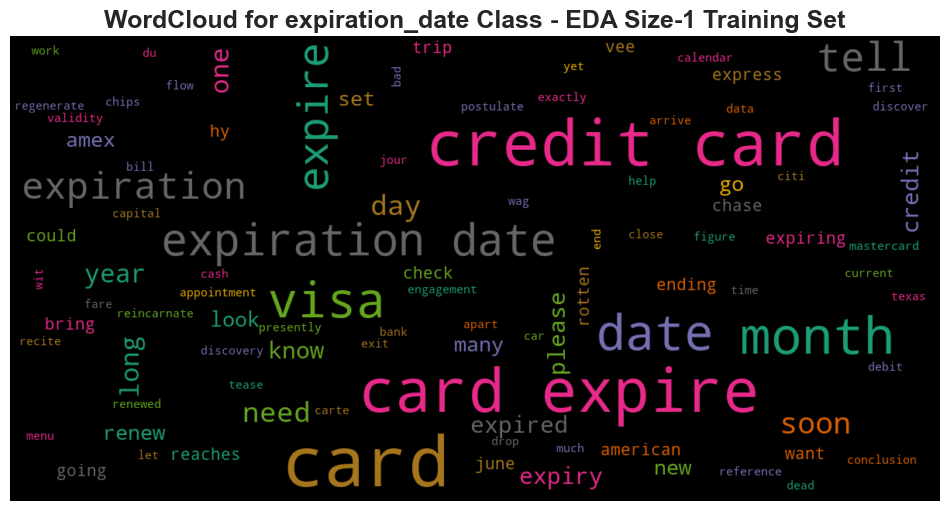 WordCloud for expiration_date Class - EDA Size-1 Training Set
work
du
one
expire
trip
vee
calendar
tell
flow
bad
yet
express
first
regenerate
chips
set
postulate
exactly
data
discover
validity
hy
credit card
arrive
amex
bill
jour
help
citi
credit
expiration
wag
go
capital
day
chase
could
expiration date
end
close
figure
expiring
mastercard
wit
year
cash
check
rotten
ending
time
current
appointment
engagement
fare
reincarnate
visa
please
texas
bring
look
presently
apart
date
month
recite
long
discovery
know
bank
exit
many
car
debit
tease
card expire
renewed
need
carte
soon
menu
renew
expired
drop
much
american
want
let
reaches
card
conclusion
going
june
expiry
new
reference
dead